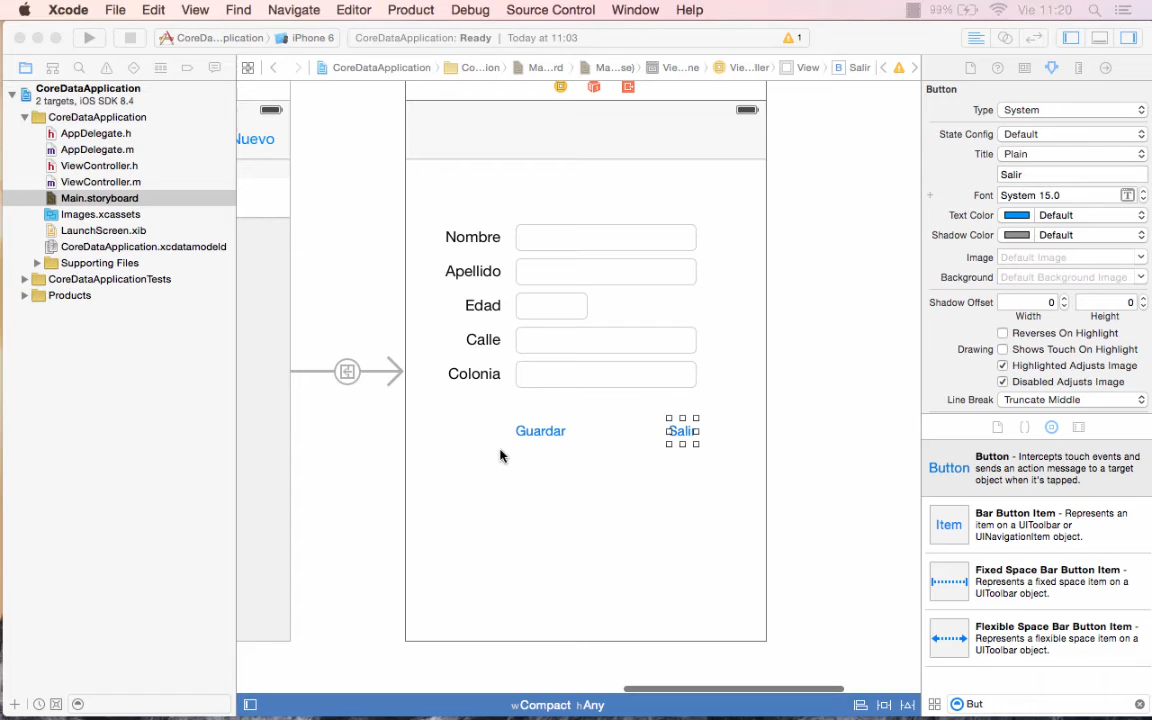 Xcode File Edit View Find Navigate Editor Product Debug Source Control Window Help 99% Vie 11:20
CoreDa...plication iPhone 6 CoreDataApplication: Ready Today at 11:03 1
CoreDataApplication Co...ion Ma...rd Ma...se) Vie...ne Vie...ller View B Salir
CoreDataApplication
2 targets, iOS SDK 8.4
CoreDataApplication
h AppDelegate.h
m AppDelegate.m
h ViewController.h
m ViewController.m
Main.storyboard
Images.xcassets
LaunchScreen.xib
CoreDataApplication.xcdatamodeld
Supporting Files
CoreDataApplicationTests
Products
Nuevo
Nombre
Apellido
Edad
Calle
Colonia
Guardar
Salir
wCompact hAny
Button
Type System
State Config Default
Title Plain
Salir
Font System 15.0 T
Text Color Default
Shadow Color Default
Image Default Image
Background Default Background Image
Shadow Offset 0 0
Width Height
Reverses On Highlight
Drawing Shows Touch On Highlight
Highlighted Adjusts Image
Disabled Adjusts Image
Line Break Truncate Middle
Button
Button - Intercepts touch events and
sends an action message to a target
object when it's tapped.
Item
Bar Button Item - Represents an
item on a UIToolbar or
UINavigationItem object.
Fixed Space Bar Button Item -
Represents a fixed space item on a
UIToolbar object.
Flexible Space Bar Button Item -
Represents a flexible space item on a
UIToolbar object.
But